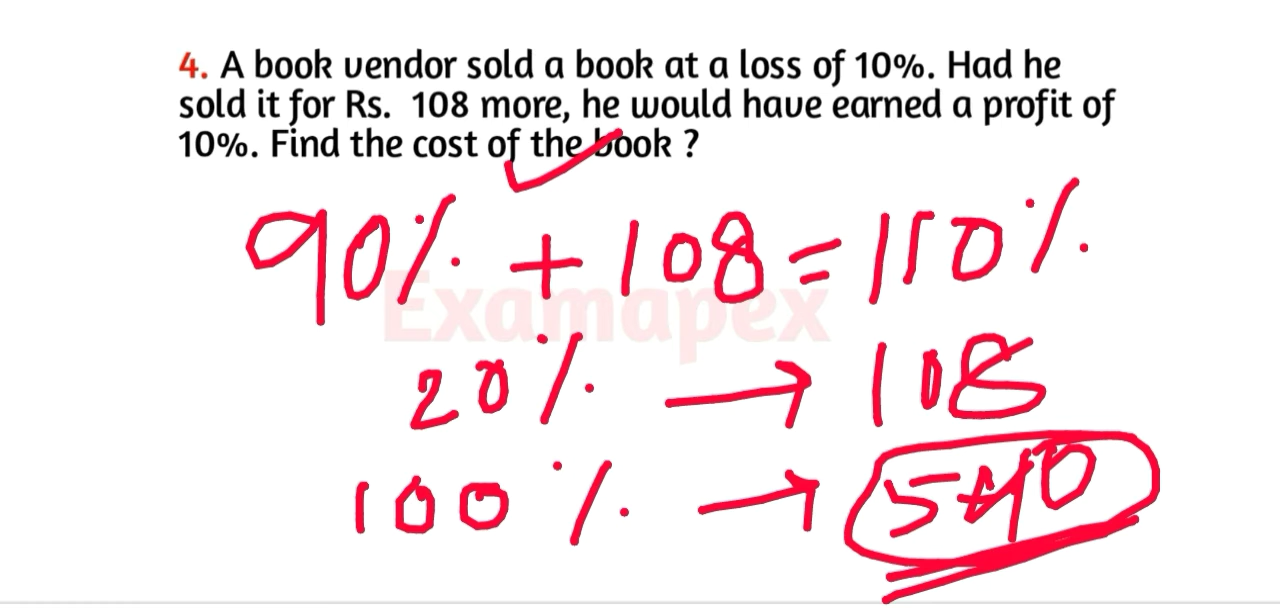 4. A book vendor sold a book at a loss of 10%. Had he
sold it for Rs. 108 more, he would have earned a profit of
10%. Find the cost of the book ?
90% + 108 = 110%
Examapex
20% → 108
100% → 540